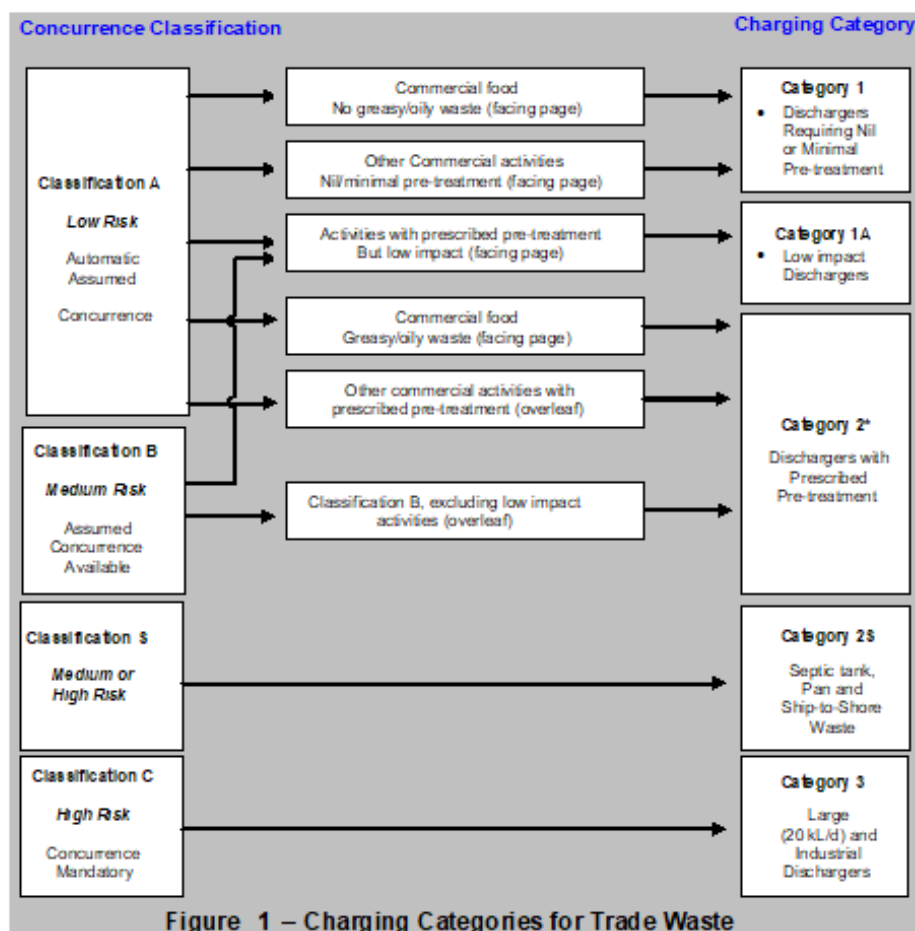 Concurrence Classification
Charging Category
Classification A
Low Risk
Automatic
Assumed
Concurrence
Classification B
Medium Risk
Assumed
Concurrence
Available
Classification S
Medium or
High Risk
Classification C
High Risk
Concurrence
Mandatory
Commercial food
No greasy/oily waste (facing page)
Other Commercial activities
Nil/minimal pre-treatment (facing page)
Activities with prescribed pre-treatment
But low impact (facing page)
Commercial food
Greasy/oily waste (facing page)
Other commercial activities with
prescribed pre-treatment (overleaf)
Classification B, excluding low impact
activities (overleaf)
Category 1
• Dischargers
Requiring Nil
or Minimal
Pre-treatment
Category 1A
• Low impact
Dischargers
Category 2*
Dischargers with
Prescribed
Pre-treatment
Category 2S
Septic tank,
Pan and
Ship-to-Shore
Waste
Category 3
Large
(20 kL/d) and
Industrial
Dischargers
Figure 1 – Charging Categories for Trade Waste